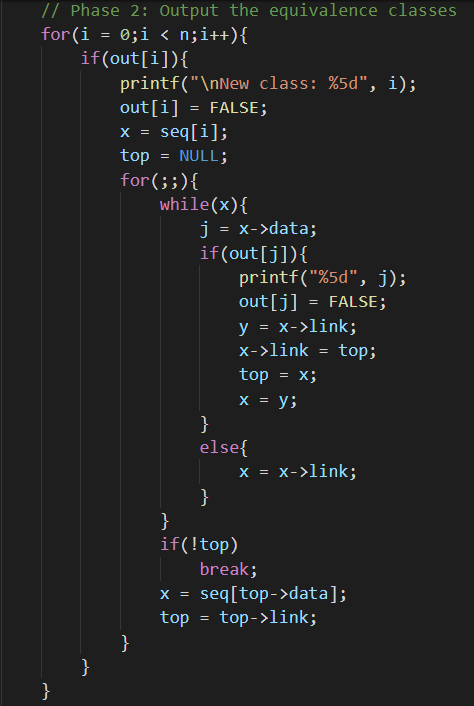 // Phase 2: Output the equivalence classes
for(i = 0;i < n;i++){
    if(out[i]){
        printf("\nNew class: %5d", i);
        out[i] = FALSE;
        x = seq[i];
        top = NULL;
        for(;;){
            while(x){
                j = x->data;
                if(out[j]){
                    printf("%5d", j);
                    out[j] = FALSE;
                    y = x->link;
                    x->link = top;
                    top = x;
                    x = y;
                }
                else{
                    x = x->link;
                }
            }
            if(!top)
                break;
            x = seq[top->data];
            top = top->link;
        }
    }
}